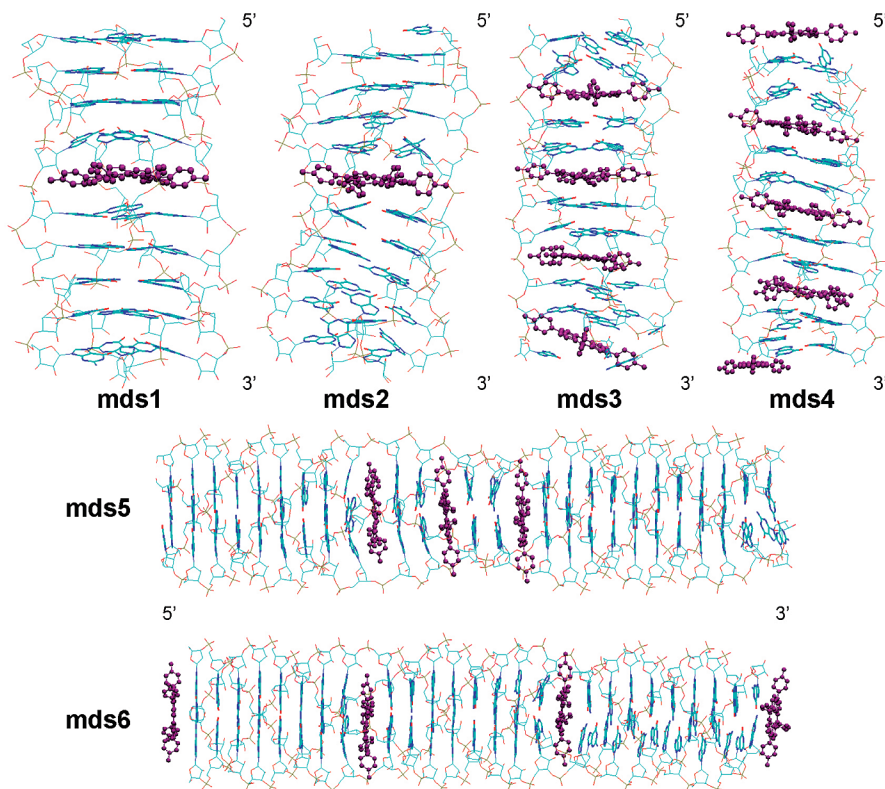 5’ 5’ 5’ 5’
3’ 3’ 3’ 3’
mds1 mds2 mds3 mds4
mds5
5’ 3’
mds6